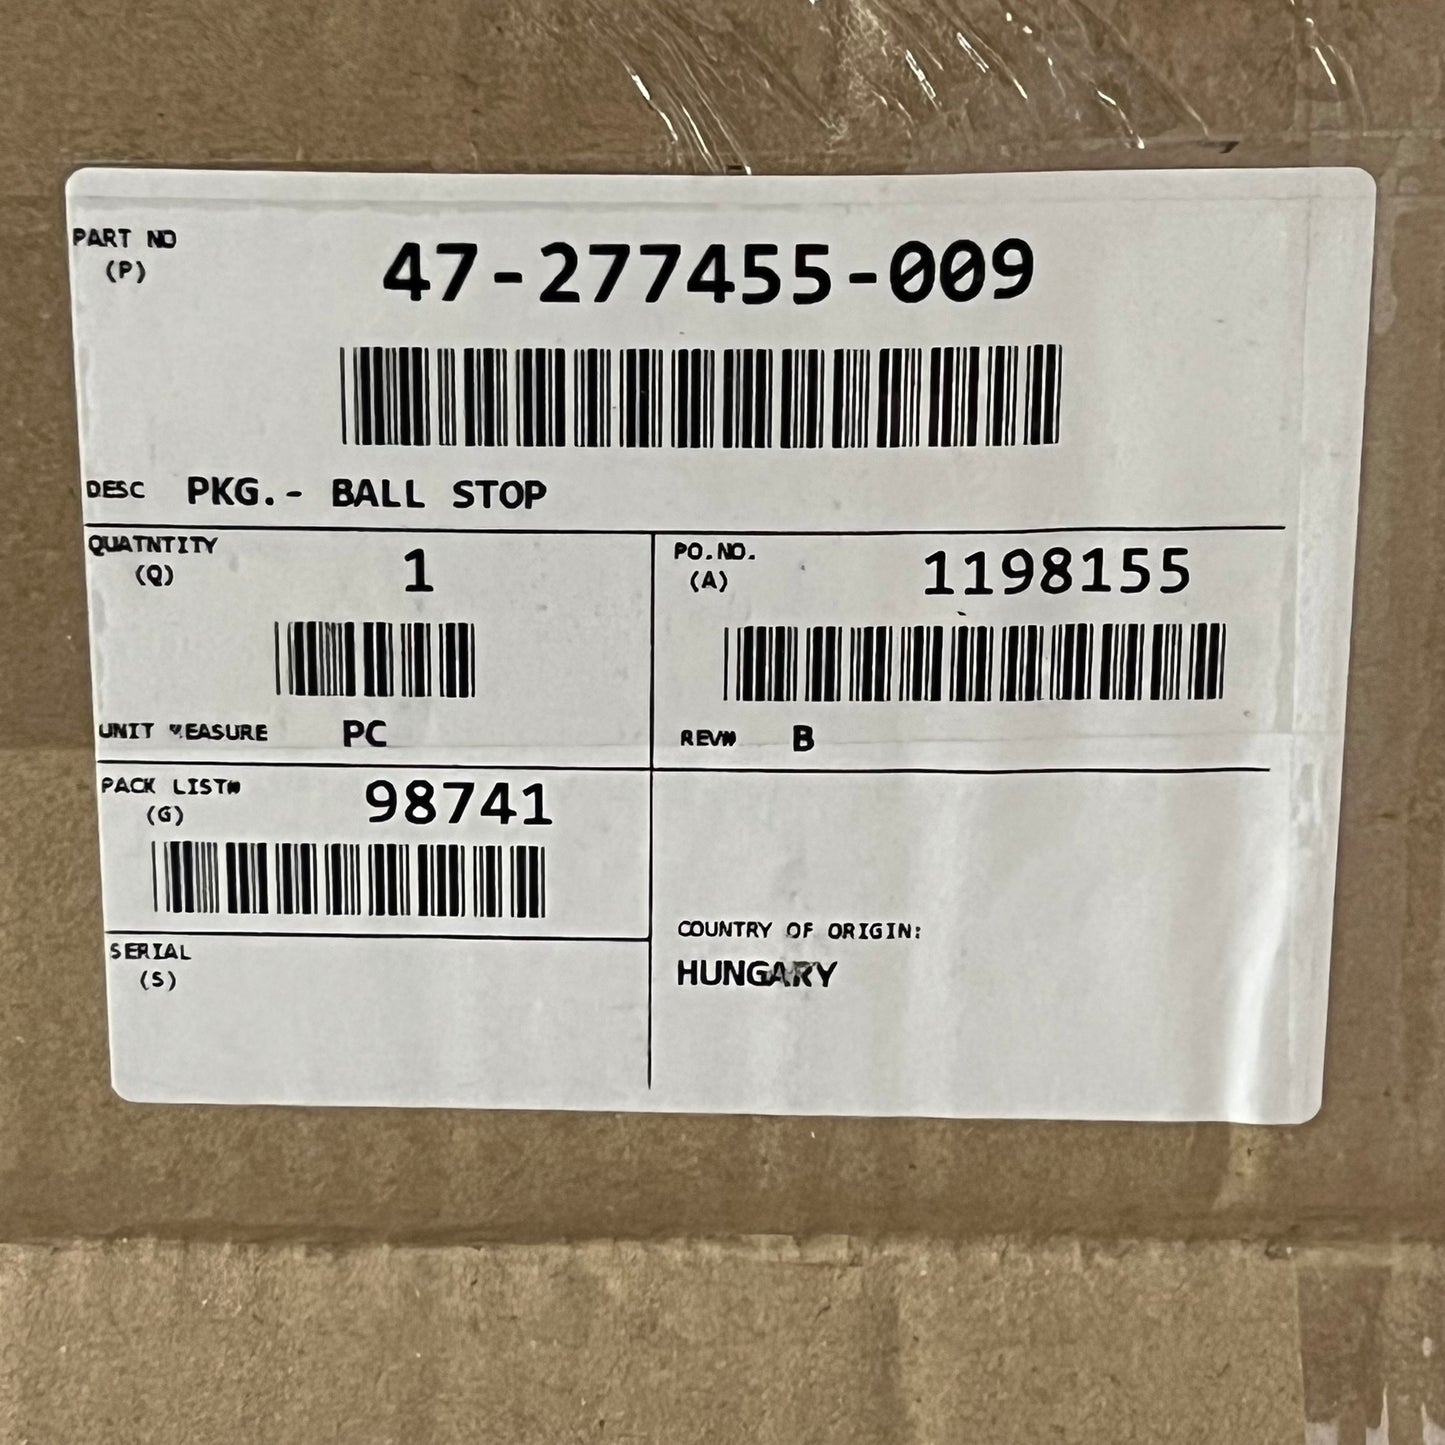 PART NO
(P)
47-277455-009
DESC PKG.- BALL STOP
QUATNTITY
(Q)
1
PO.NO.
(A)
1198155
UNIT MEASURE PC
REV# B
PACK LIST#
(G)
98741
SERIAL
(S)
COUNTRY OF ORIGIN:
HUNGARY